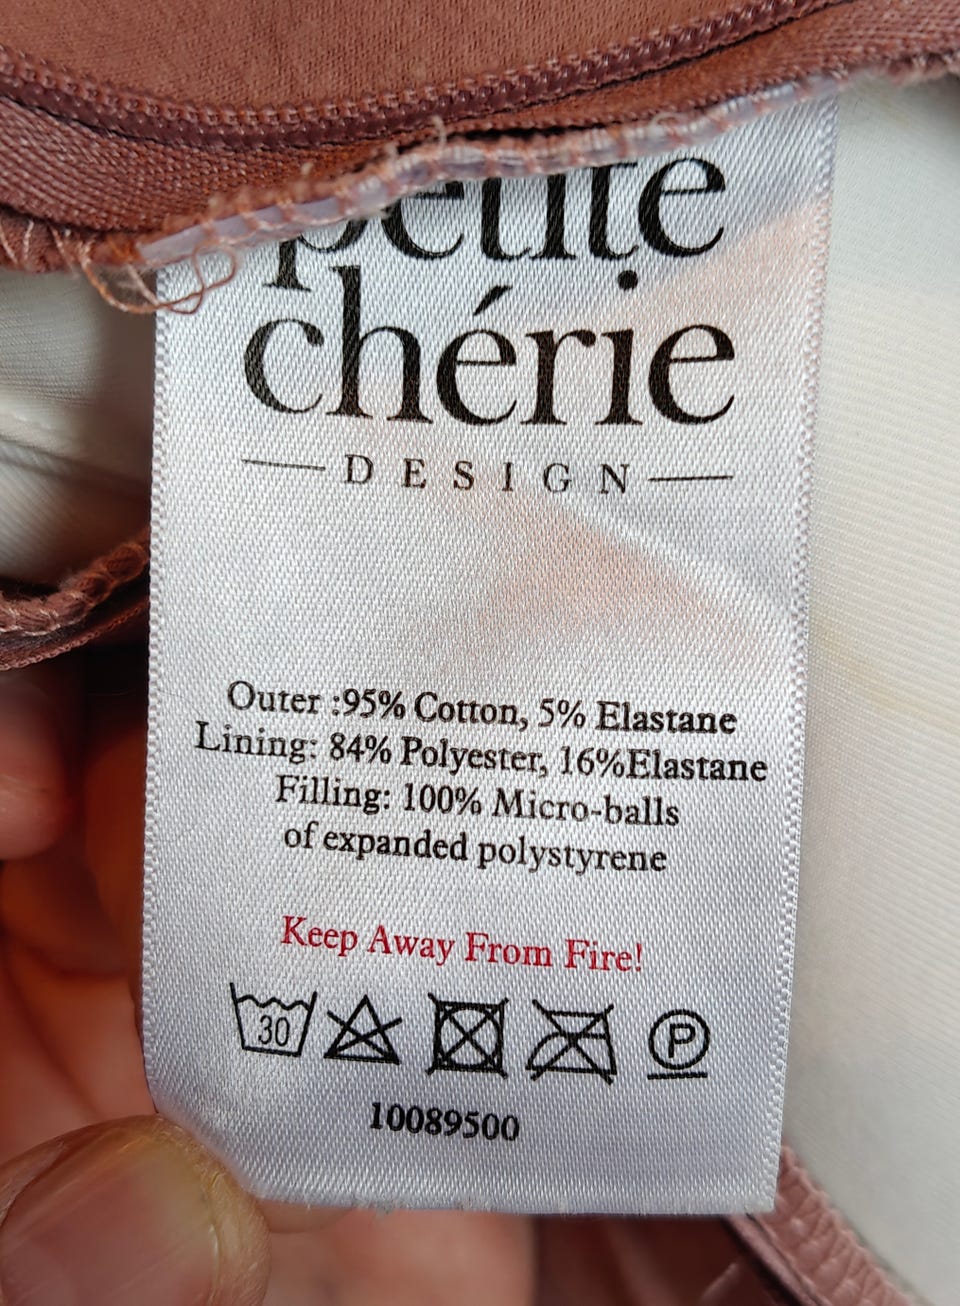 petite
chérie
DESIGN
Outer :95% Cotton, 5% Elastane
Lining: 84% Polyester, 16%Elastane
Filling: 100% Micro-balls
of expanded polystyrene
Keep Away From Fire!
30 P
10089500